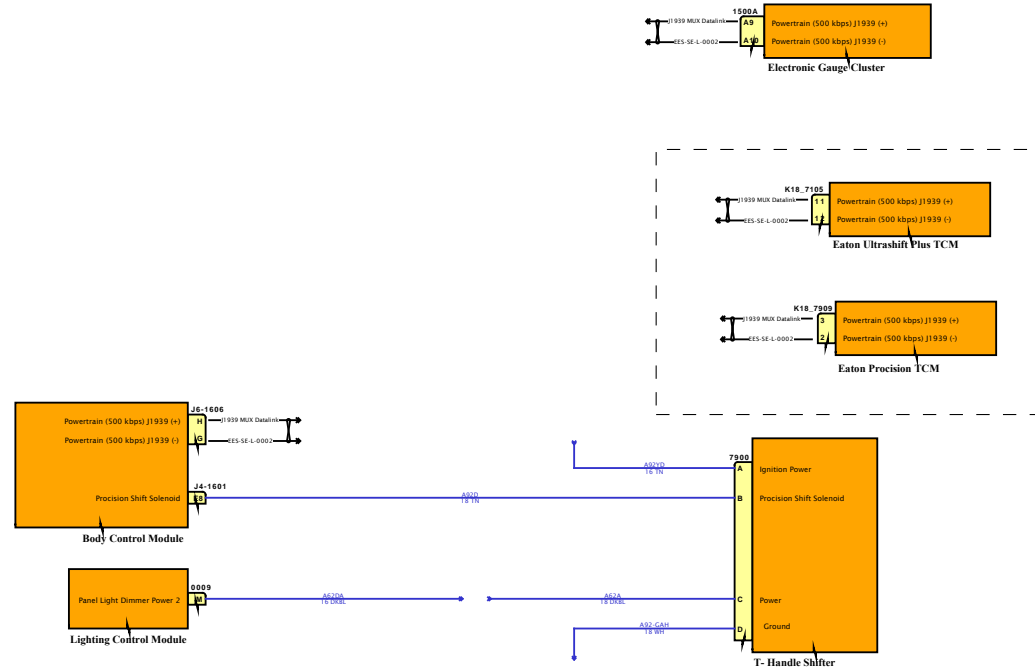 1500A
J1939 MUX Datalink
A9
Powertrain (500 kbps) J1939 (+)
EES-SE-L-0002
A10
Powertrain (500 kbps) J1939 (-)
Electronic Gauge Cluster
K18_7105
J1939 MUX Datalink
11
Powertrain (500 kbps) J1939 (+)
EES-SE-L-0002
12
Powertrain (500 kbps) J1939 (-)
Eaton Ultrashift Plus TCM
K18_7909
J1939 MUX Datalink
3
Powertrain (500 kbps) J1939 (+)
EES-SE-L-0002
2
Powertrain (500 kbps) J1939 (-)
Eaton Procision TCM
J6-1606
Powertrain (500 kbps) J1939 (+)
H
J1939 MUX Datalink
Powertrain (500 kbps) J1939 (-)
G
EES-SE-L-0002
J4-1601
Precision Shift Solenoid
E8
Body Control Module
A92D
18 TN
7900
A92YD
16 TN
A
Ignition Power
B
Precision Shift Solenoid
0009
Panel Light Dimmer Power 2
M
Lighting Control Module
A62DA
16 DKBL
A62A
18 DKBL
C
Power
A92-GAH
18 WH
D
Ground
T- Handle Shifter